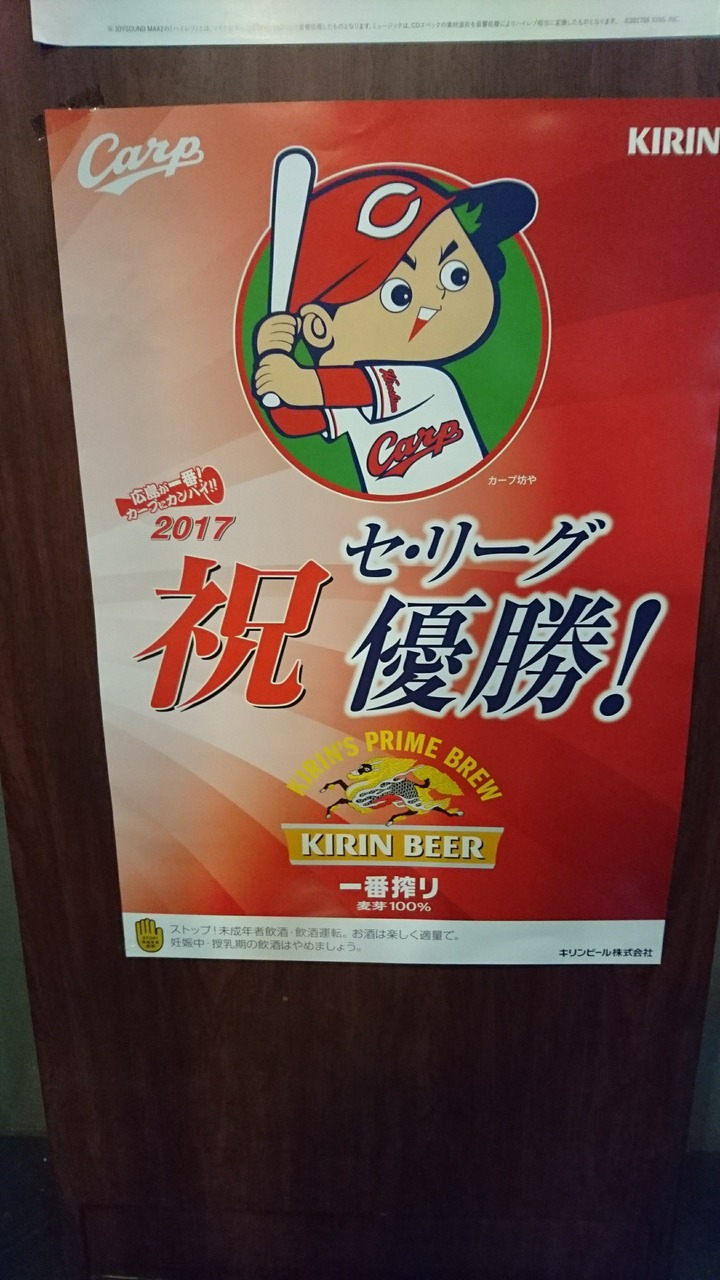 Carp
KIRIN
C
Carp
カープ坊や
広島が一番!
カープにカンパイ!!
2017
祝
セ・リーグ
優勝!
KIRIN'S PRIME BREW
KIRIN BEER
一番搾り
麦芽100%
ストップ!未成年者飲酒・飲酒運転。お酒は楽しく適量で。
妊娠中・授乳期の飲酒はやめましょう。
キリンビール株式会社